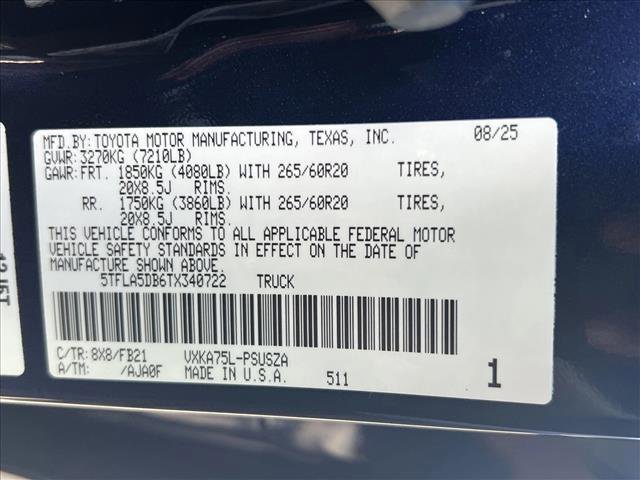 MFD.BY:TOYOTA MOTOR MANUFACTURING, TEXAS, INC. 08/25
GVWR:3270KG (7210LB)
GAWR:FRT. 1850KG (4080LB) WITH 265/60R20 TIRES,
20X8.5J RIMS.
RR. 1750KG (3860LB) WITH 265/60R20 TIRES,
20X8.5J RIMS.
THIS VEHICLE CONFORMS TO ALL APPLICABLE FEDERAL MOTOR
VEHICLE SAFETY STANDARDS IN EFFECT ON THE DATE OF
MANUFACTURE SHOWN ABOVE.
5TFLA5DB6TX340722 TRUCK
C/TR:8X8/FB21 VXKA75L-PSUSZA
A/TM: /AJA0F MADE IN U.S.A. 511 1